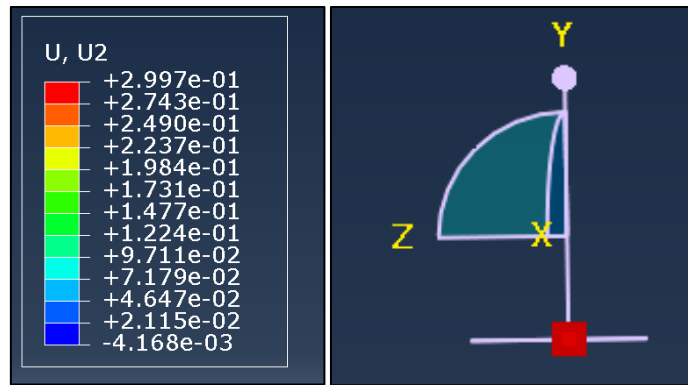 U, U2
+2.997e-01
+2.743e-01
+2.490e-01
+2.237e-01
+1.984e-01
+1.731e-01
+1.477e-01
+1.224e-01
+9.711e-02
+7.179e-02
+4.647e-02
+2.115e-02
-4.168e-03
Y
Z
X